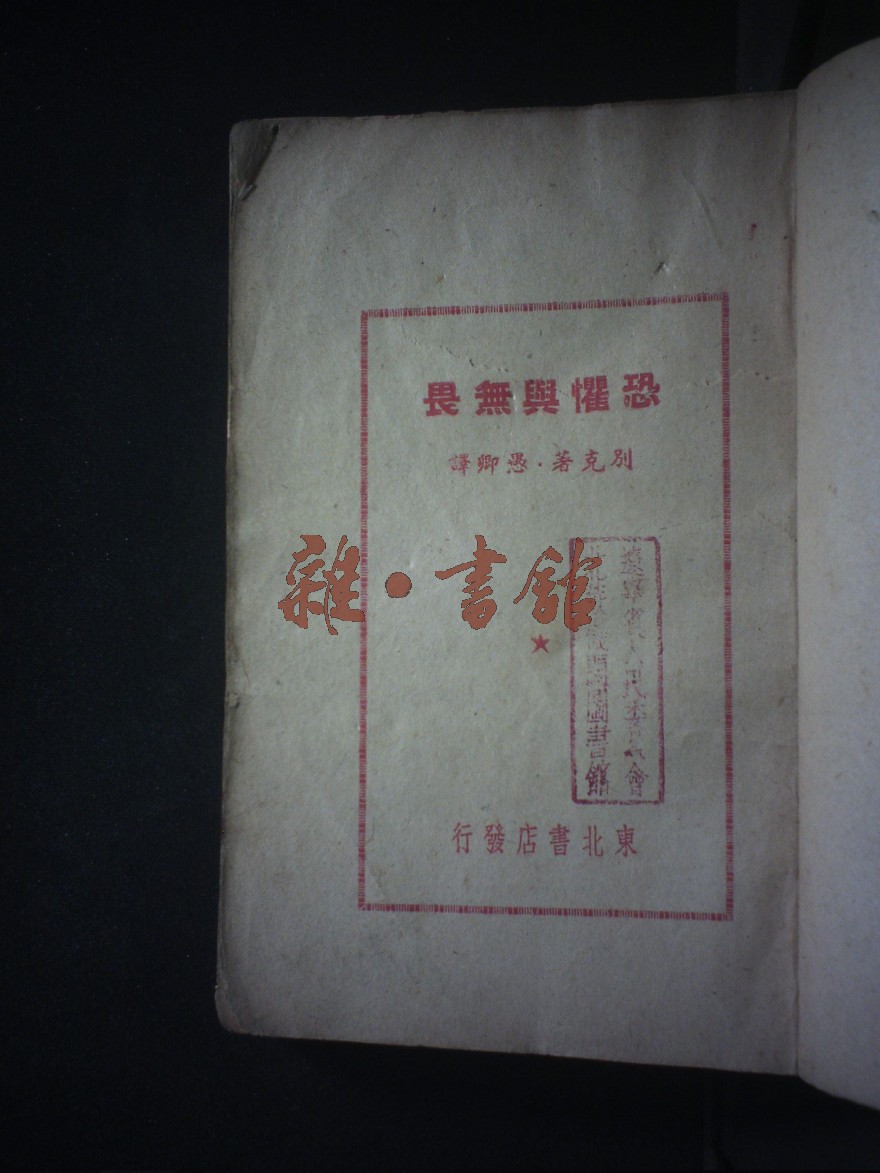 恐懼與無畏
別克著·愚卿譯
雜·書館
★
東北書店發行